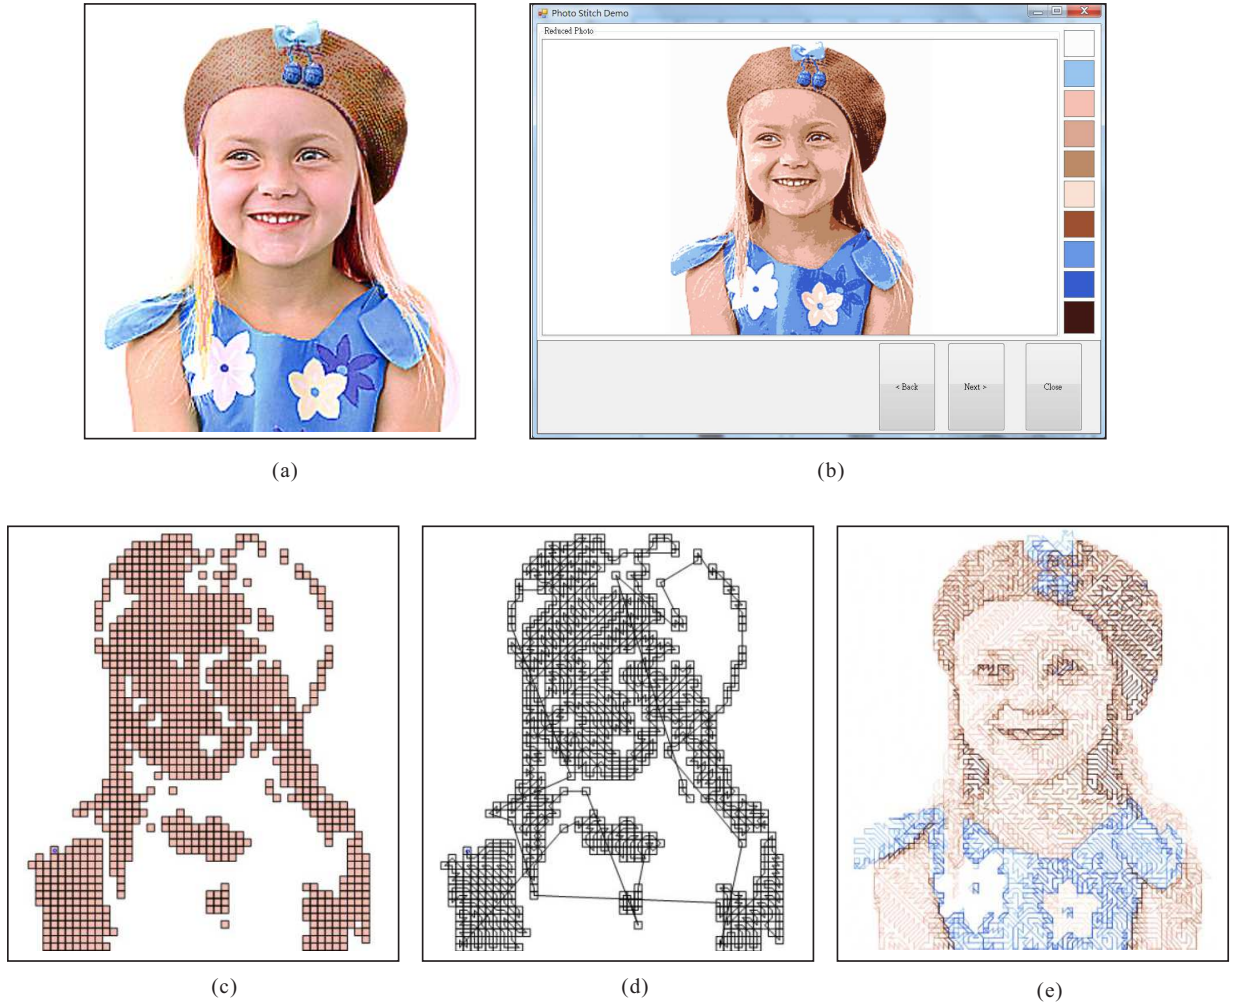 Photo Stitch Demo
Reduced Photo
< Back
Next >
Close
(a)
(b)
(c)
(d)
(e)